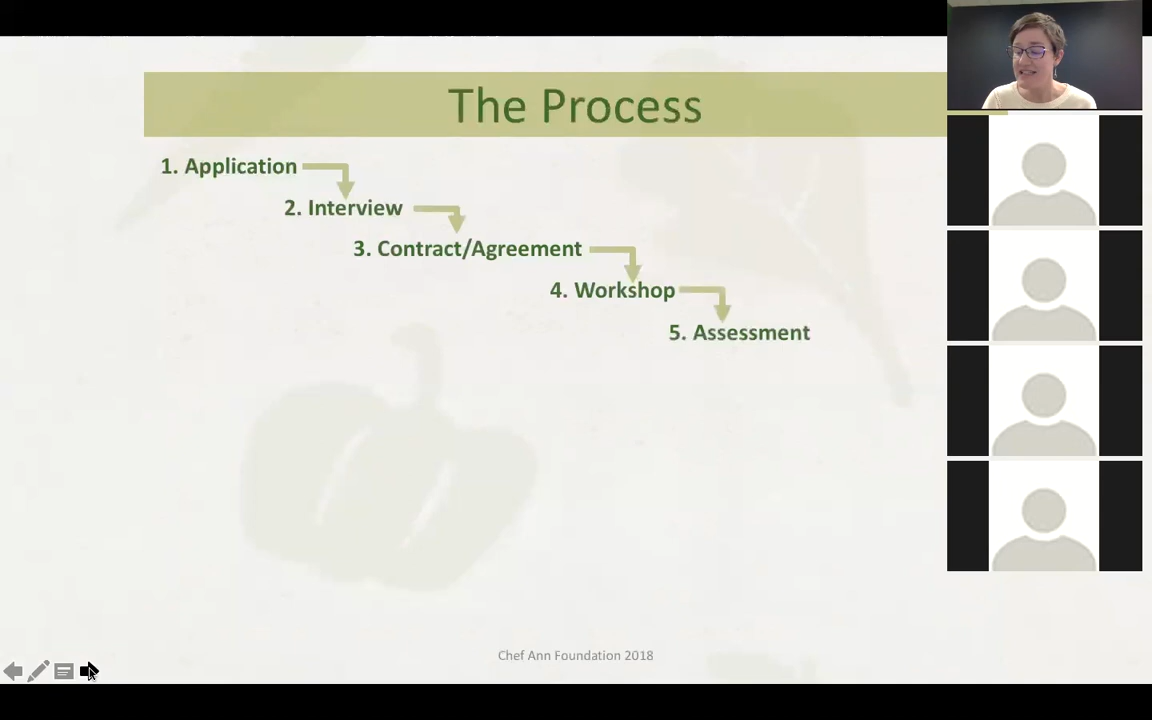 The Process
1. Application
2. Interview
3. Contract/Agreement
4. Workshop
5. Assessment
Chef Ann Foundation 2018